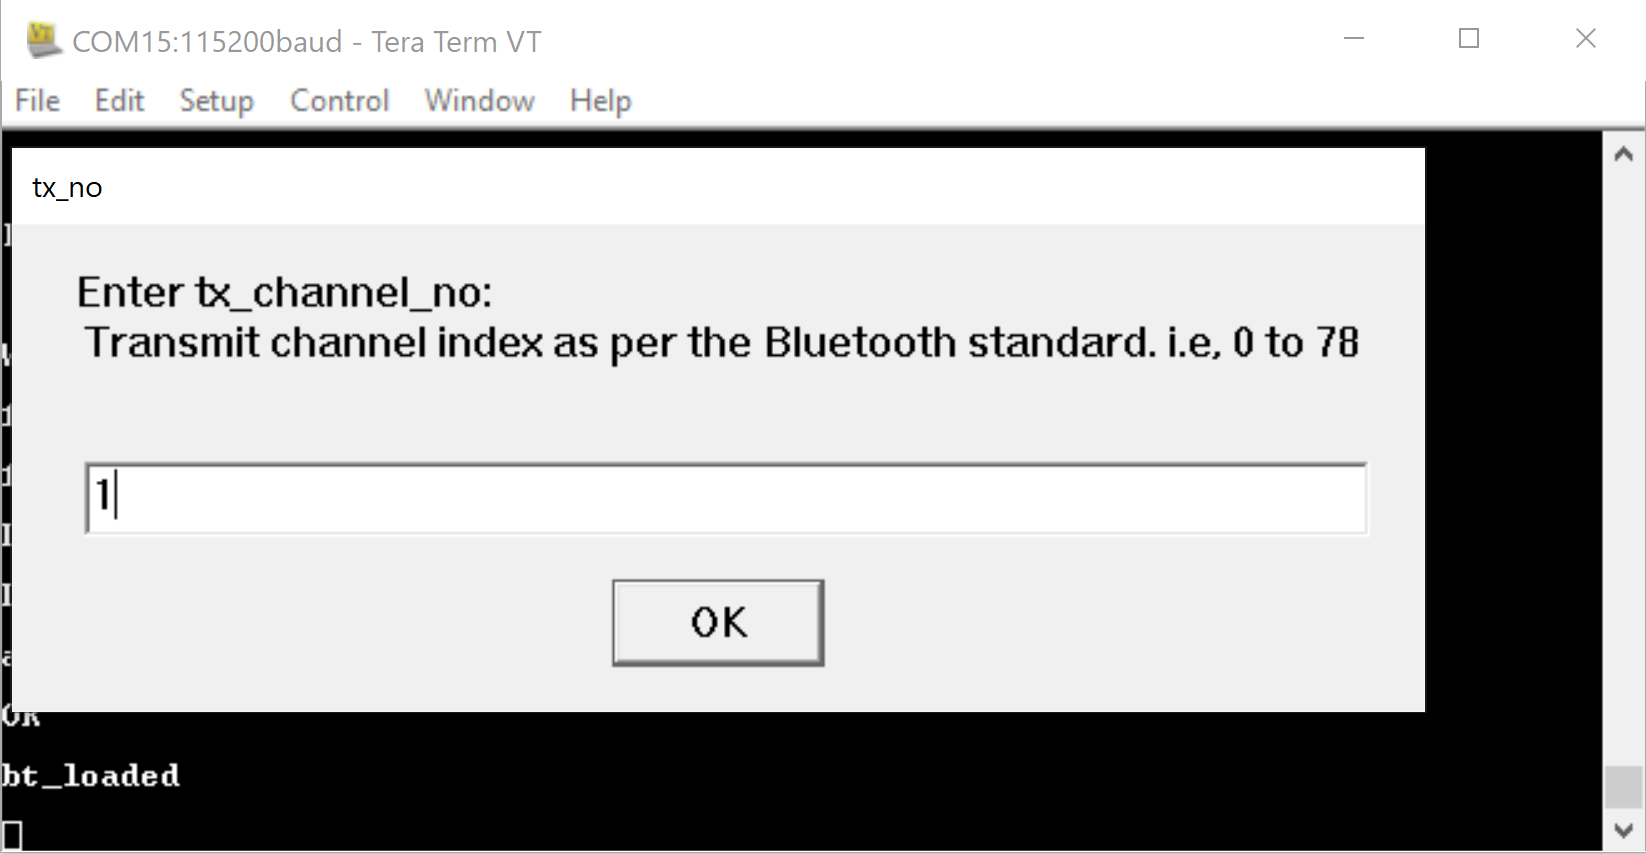 COM15:115200baud - Tera Term VT
File Edit Setup Control Window Help
tx_no
Enter tx_channel_no:
Transmit channel index as per the Bluetooth standard. i.e, 0 to 78
1
OK
OK
bt_loaded